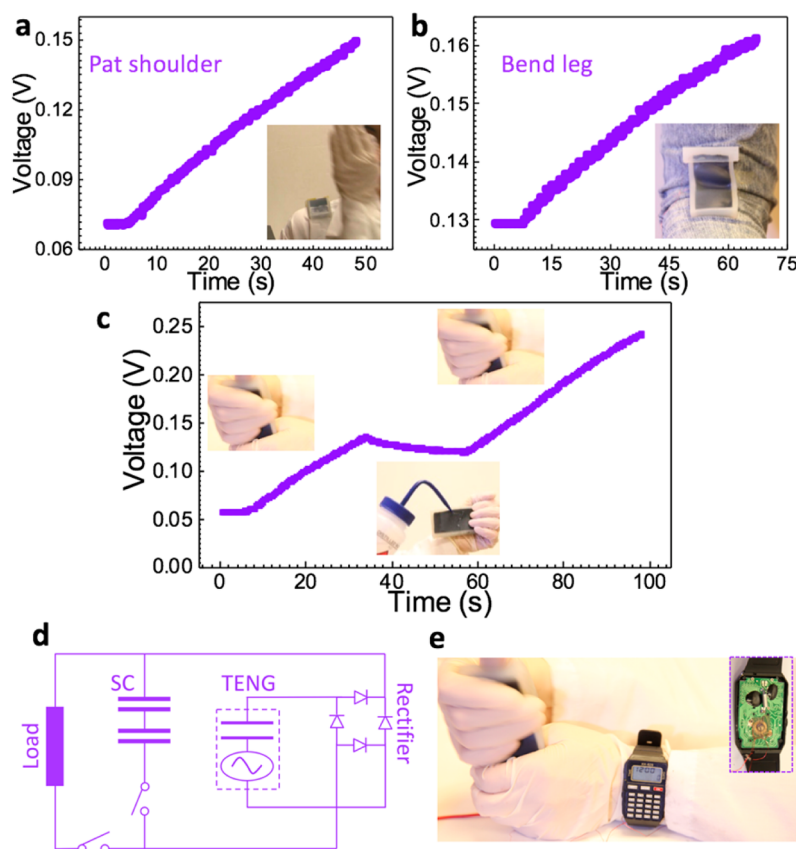 a
Pat shoulder
Voltage (V)
0.15
0.12
0.09
0.06
0 10 20 30 40 50
Time (s)
b
Bend leg
Voltage (V)
0.16
0.15
0.14
0.13
0 15 30 45 60 75
Time (s)
c
Voltage (V)
0.25
0.20
0.15
0.10
0.05
0.00
0 20 40 60 80 100
Time (s)
d
SC
TENG
Rectifier
Load
e